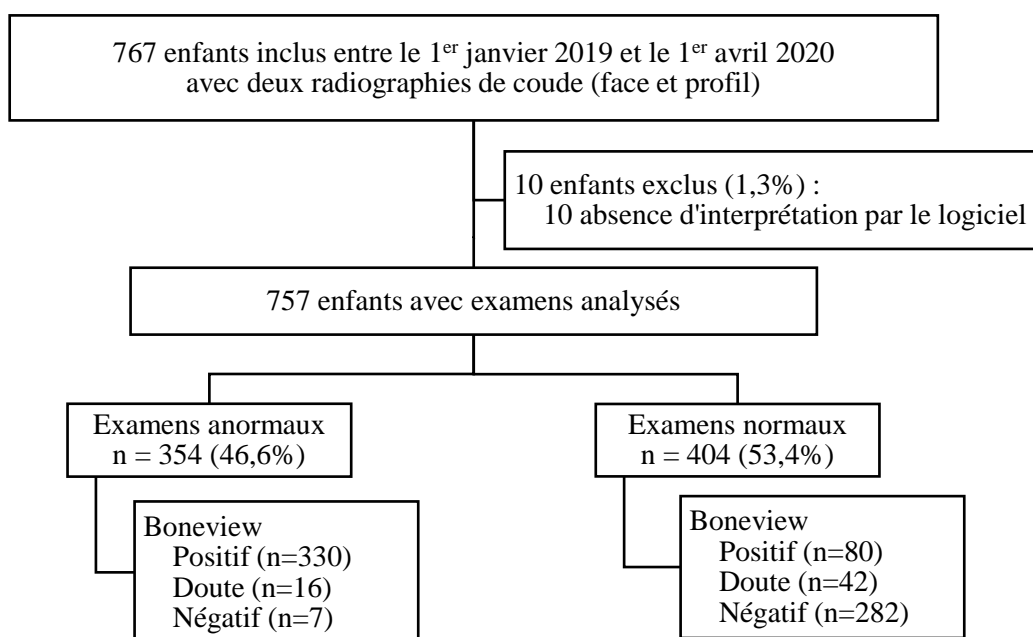 767 enfants inclus entre le 1er janvier 2019 et le 1er avril 2020
avec deux radiographies de coude (face et profil)
10 enfants exclus (1,3%) :
10 absence d'interprétation par le logiciel
757 enfants avec examens analysés
Examens anormaux
n = 354 (46,6%)
Examens normaux
n = 404 (53,4%)
Boneview
Positif (n=330)
Doute (n=16)
Négatif (n=7)
Boneview
Positif (n=80)
Doute (n=42)
Négatif (n=282)